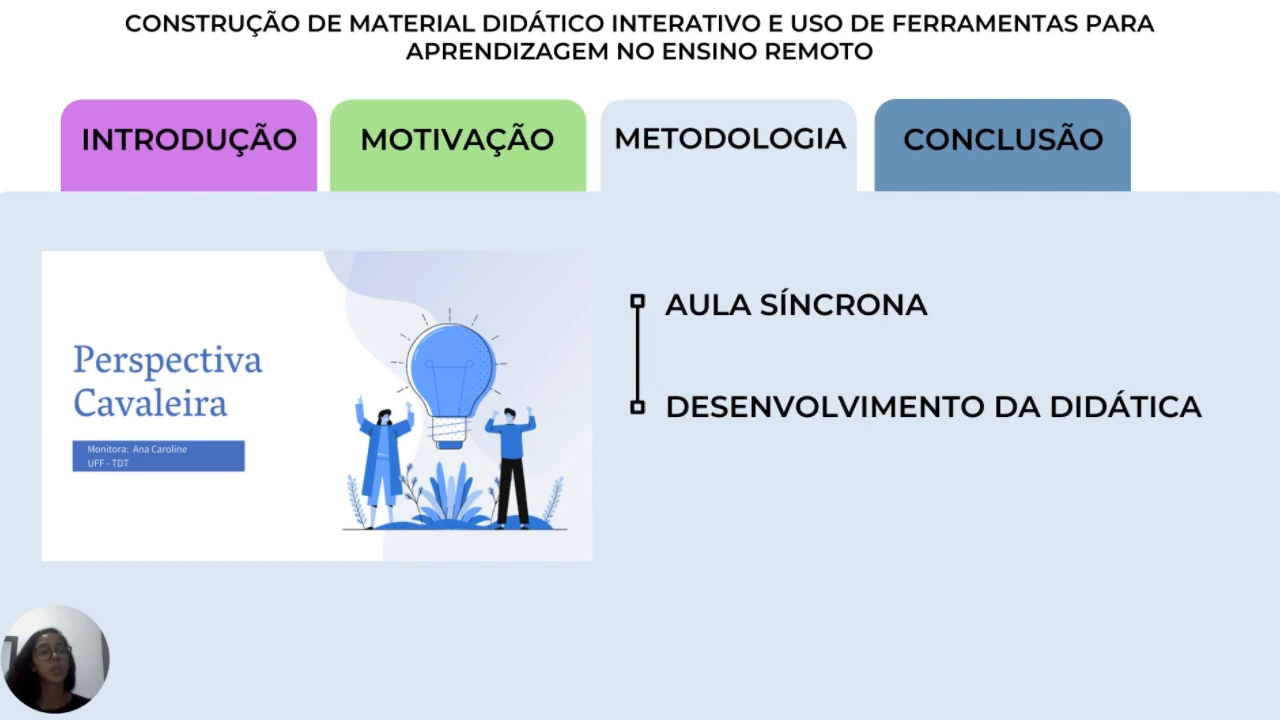 CONSTRUÇÃO DE MATERIAL DIDÁTICO INTERATIVO E USO DE FERRAMENTAS PARA
APRENDIZAGEM NO ENSINO REMOTO
INTRODUÇÃO
MOTIVAÇÃO
METODOLOGIA
CONCLUSÃO
Perspectiva
Cavaleira
Monitora: Ana Caroline
UFF - TDT
AULA SÍNCRONA
DESENVOLVIMENTO DA DIDÁTICA